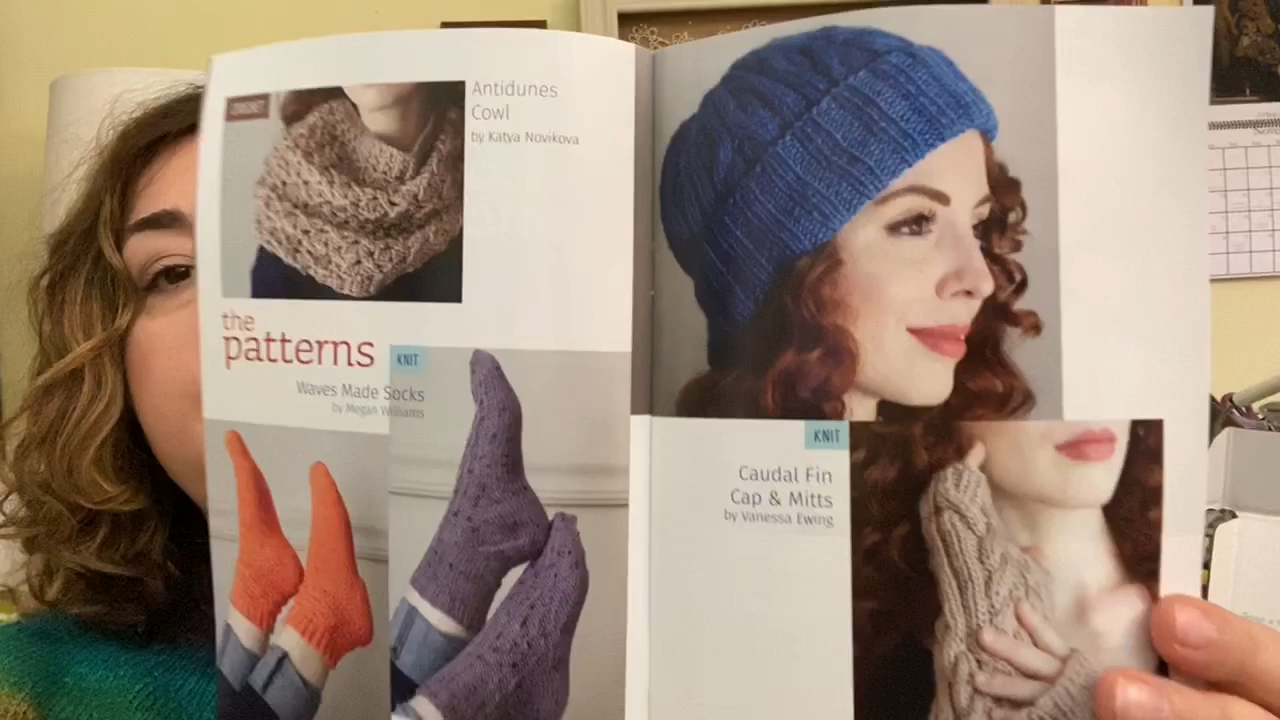 CROCHET
Antidunes
Cowl
by Katya Novikova
the
patterns
KNIT
Waves Made Socks
by Megan Williams
KNIT
Caudal Fin
Cap & Mitts
by Vanessa Ewing